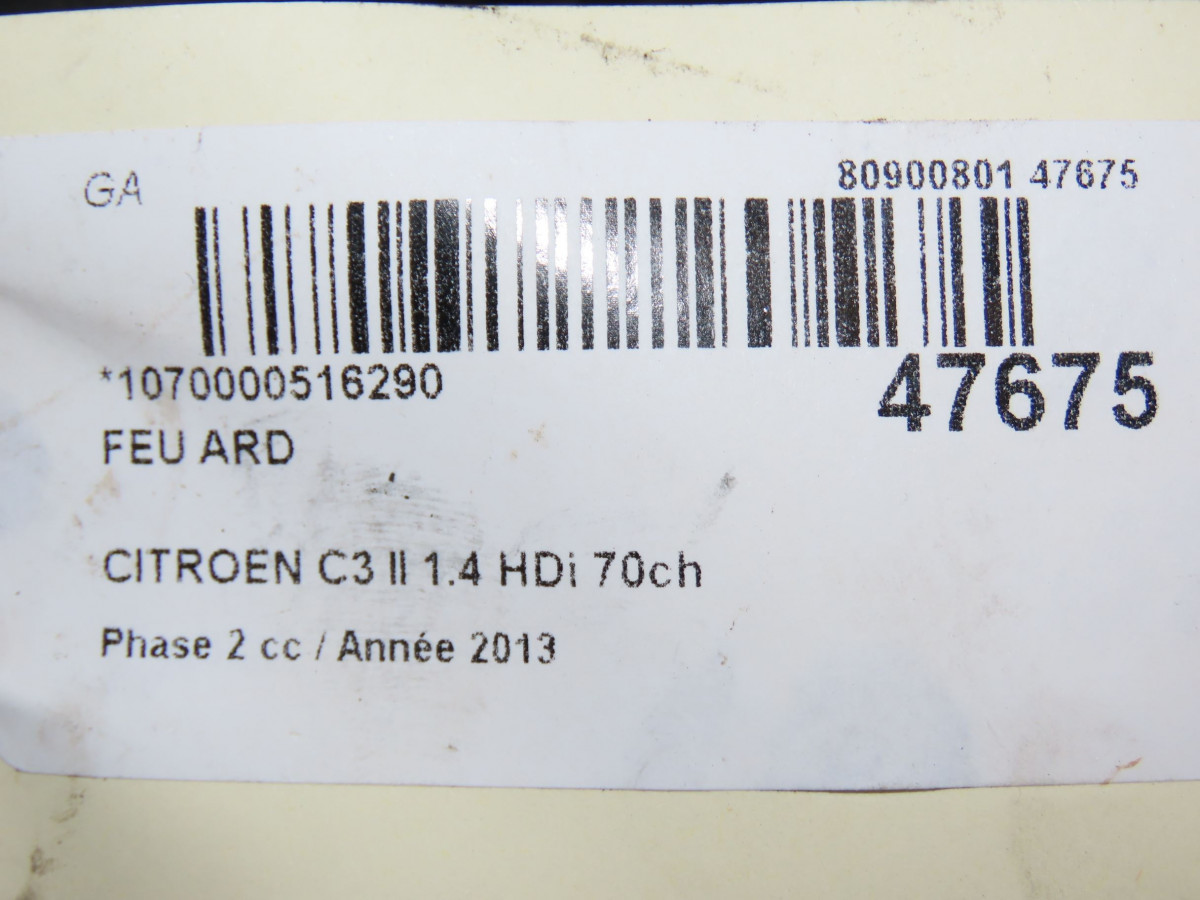 GA
80900801 47675
*1070000516290
47675
FEU ARD
CITROEN C3 II 1.4 HDi 70ch
Phase 2 cc / Année 2013